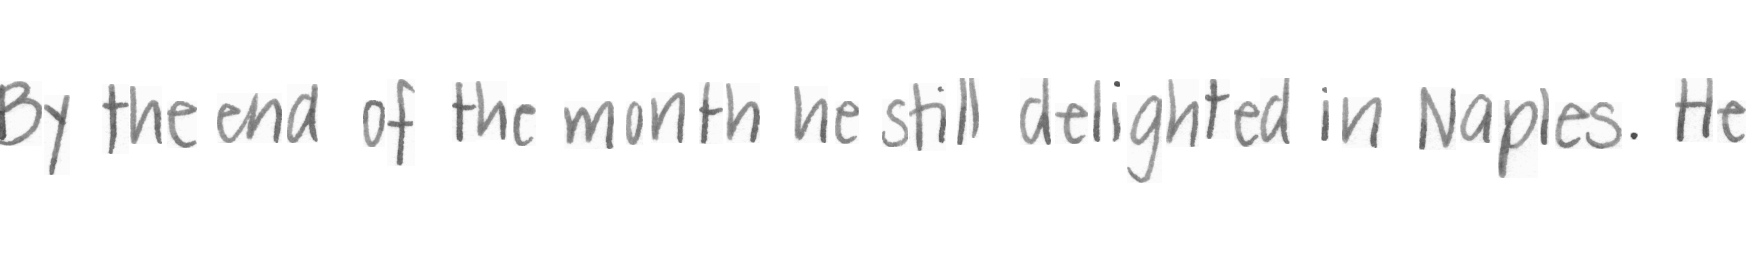 By the end of the month he still delighted in Naples. He